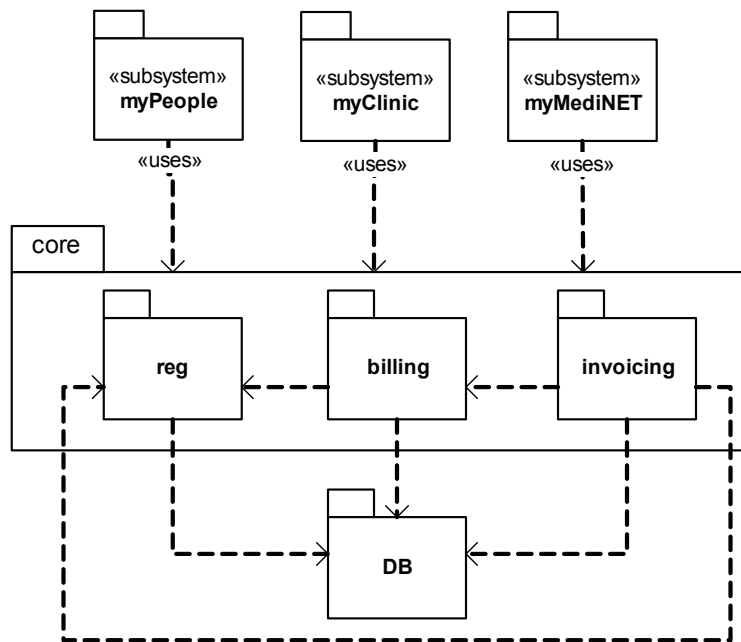 «subsystem»
myPeople
«subsystem»
myClinic
«subsystem»
myMediNET
«uses»
«uses»
«uses»
core
reg
billing
invoicing
DB